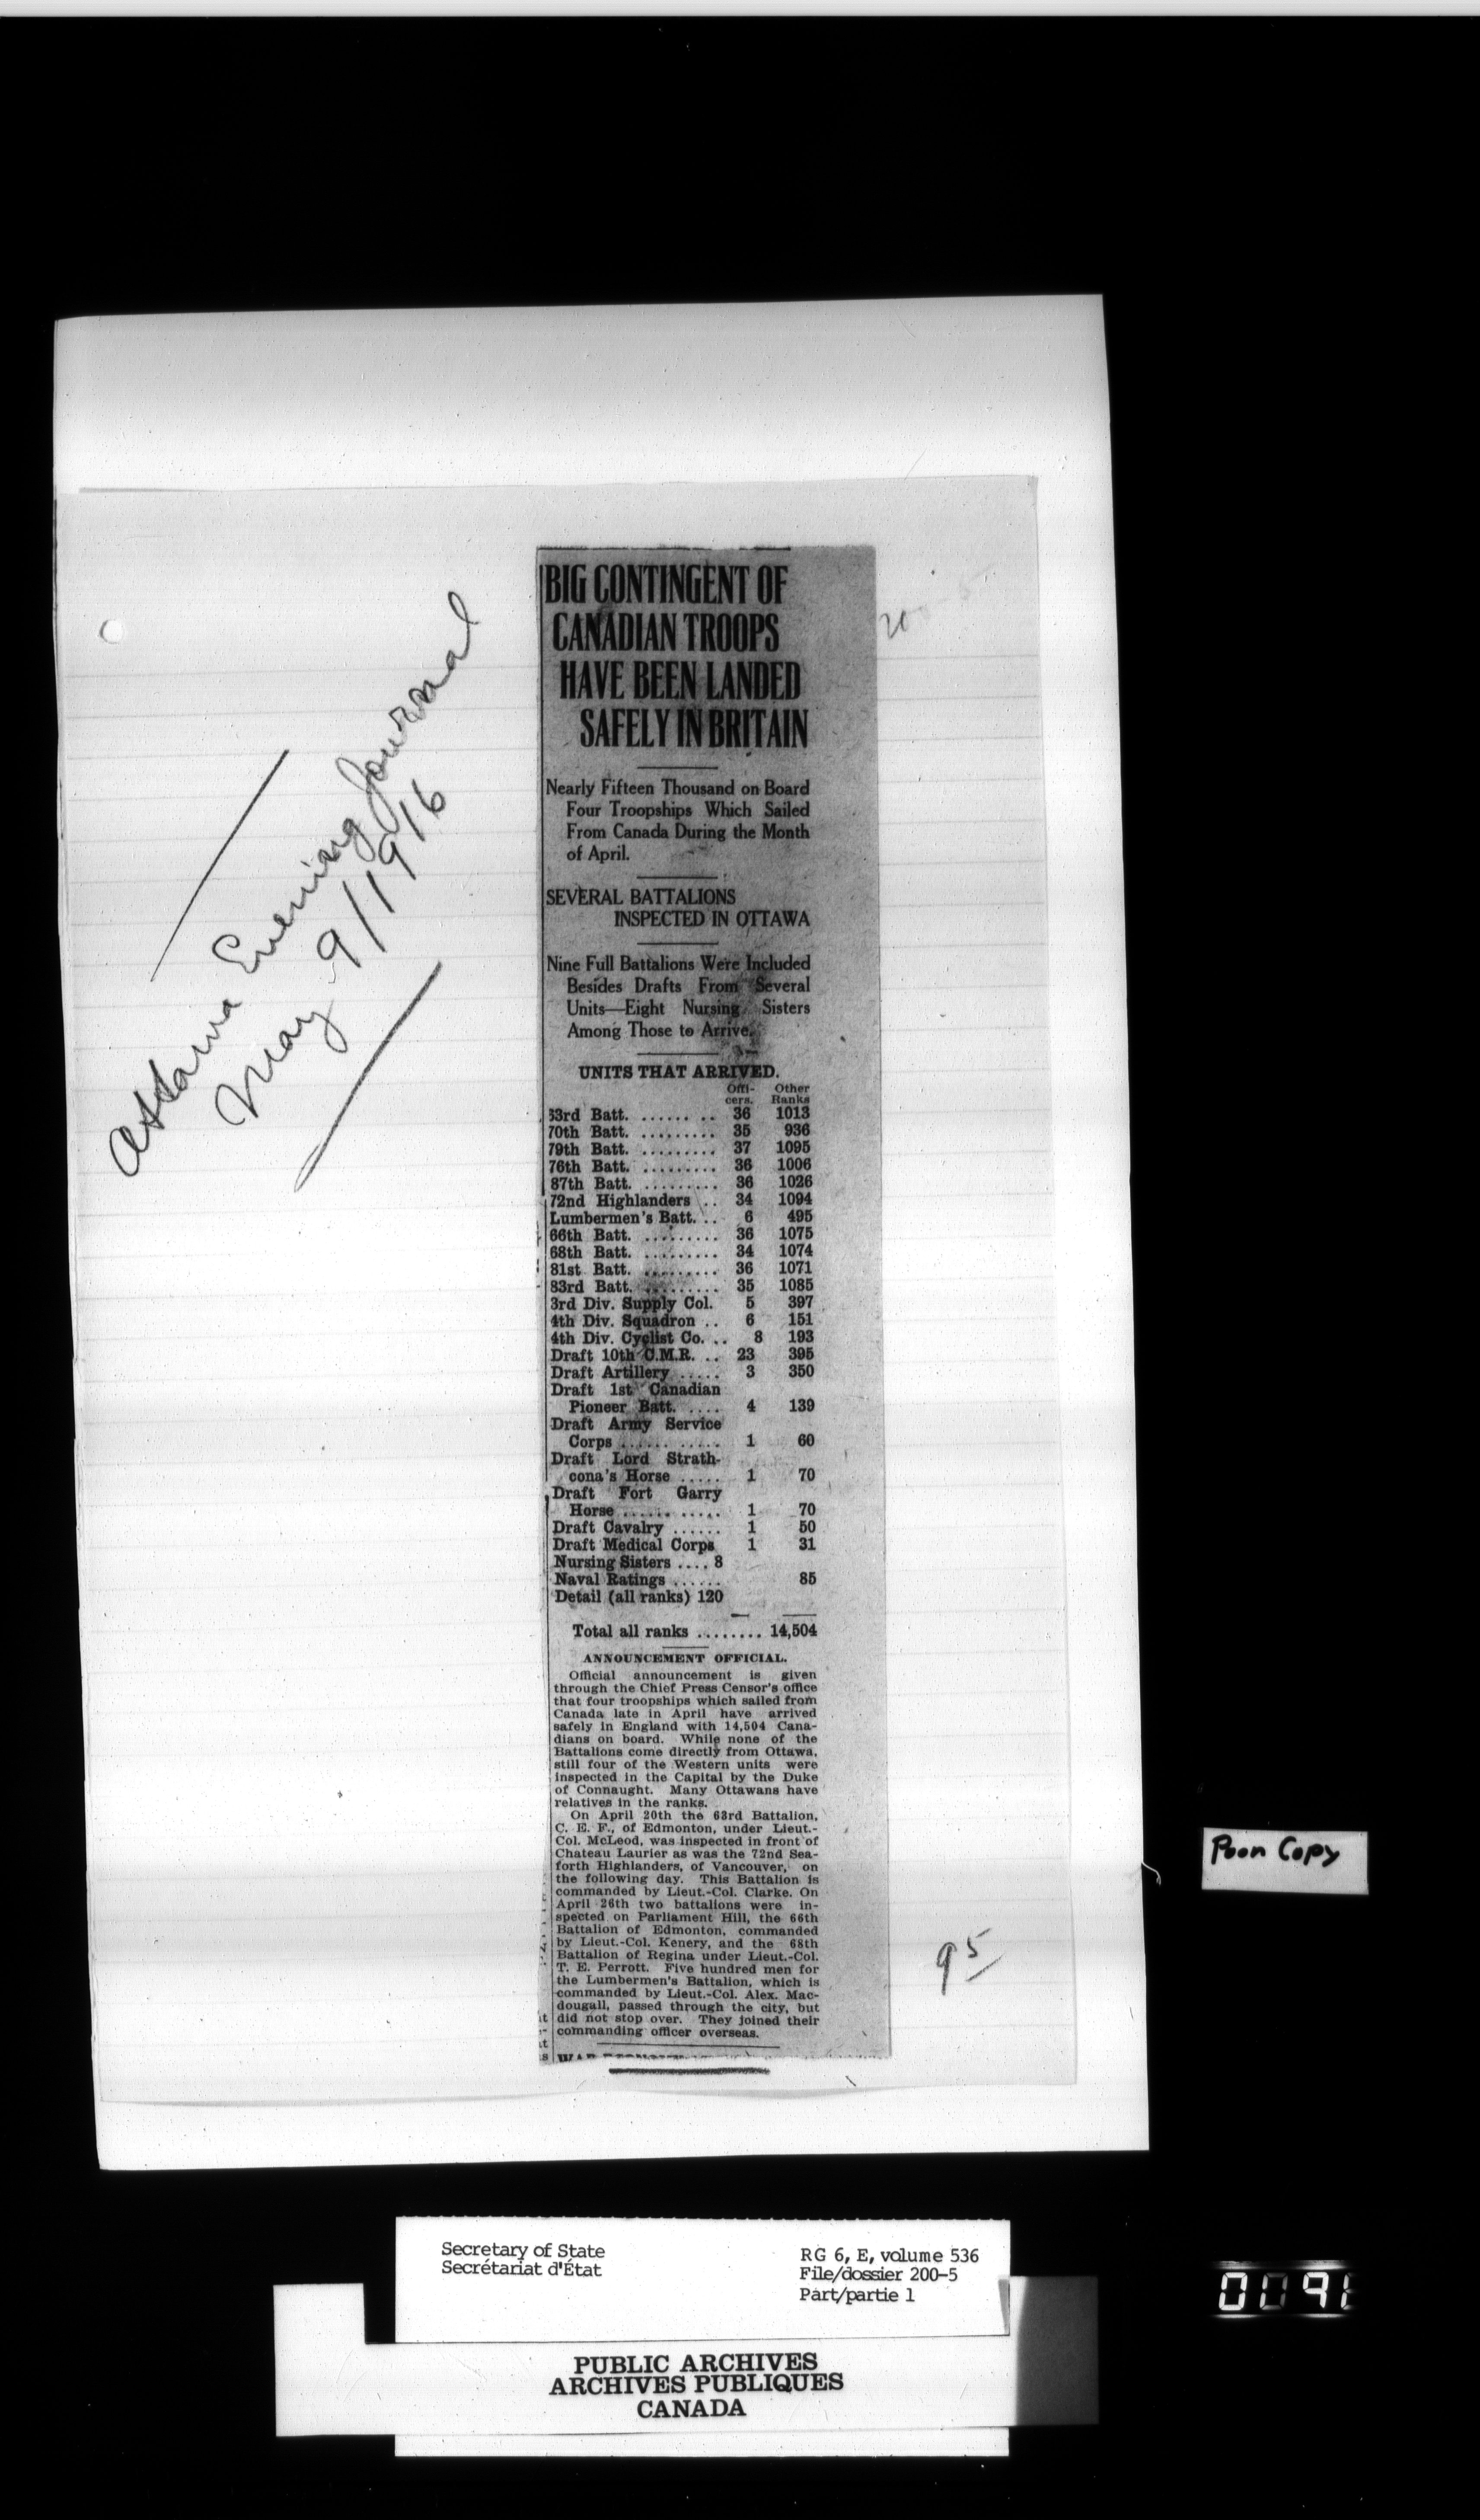 Ottawa Evening Journal
May 9/1916
BIG CONTINGENT OF
CANADIAN TROOPS
HAVE BEEN LANDED
SAFELY IN BRITAIN
Nearly Fifteen Thousand on Board
Four Troopships Which Sailed
From Canada During the Month
of April.
SEVERAL BATTALIONS
INSPECTED IN OTTAWA
Nine Full Battalions Were Included
Besides Drafts From Several
Units—Eight Nursing Sisters
Among Those to Arrive.
UNITS THAT ARRIVED.
Offi- Other
cers. Ranks
63rd Batt. ........ 36 1013
70th Batt. ......... 35 936
79th Batt. ......... 37 1095
76th Batt. ......... 36 1006
87th Batt. ......... 36 1026
72nd Highlanders .. 34 1094
Lumbermen's Batt. .. 6 495
66th Batt. ......... 36 1075
68th Batt. ......... 34 1074
81st Batt. ......... 36 1071
83rd Batt. ......... 35 1085
3rd Div. Supply Col. 5 397
4th Div. Squadron .. 6 151
4th Div. Cyclist Co. .. 8 193
Draft 10th C.M.R. .. 23 395
Draft Artillery ..... 3 350
Draft 1st Canadian
Pioneer Batt. .... 4 139
Draft Army Service
Corps ........... 1 60
Draft Lord Strath-
cona's Horse ..... 1 70
Draft Fort Garry
Horse ........... 1 70
Draft Cavalry ...... 1 50
Draft Medical Corps 1 31
Nursing Sisters .... 8
Naval Ratings ...... 85
Detail (all ranks) 120
Total all ranks ........ 14,504
ANNOUNCEMENT OFFICIAL.
Official announcement is given
through the Chief Press Censor's office
that four troopships which sailed from
Canada late in April have arrived
safely in England with 14,504 Cana-
dians on board. While none of the
Battalions come directly from Ottawa,
still four of the Western units were
inspected in the Capital by the Duke
of Connaught. Many Ottawans have
relatives in the ranks.
On April 20th the 63rd Battalion,
C. E. F., of Edmonton, under Lieut.-
Col. McLeod, was inspected in front of
Chateau Laurier as was the 72nd Sea-
forth Highlanders, of Vancouver, on
the following day. This Battalion is
commanded by Lieut.-Col. Clarke. On
April 26th two battalions were in-
spected on Parliament Hill, the 66th
Battalion of Edmonton, commanded
by Lieut.-Col. Kenery, and the 68th
Battalion of Regina under Lieut.-Col.
T. E. Perrott. Five hundred men for
the Lumbermen's Battalion, which is
commanded by Lieut.-Col. Alex. Mac-
dougall, passed through the city, but
did not stop over. They joined their
commanding officer overseas.
Poor Copy
95
Secretary of State
Secrétariat d'État
RG 6, E, volume 536
File/dossier 200-5
Part/partie 1
PUBLIC ARCHIVES
ARCHIVES PUBLIQUES
CANADA
0091